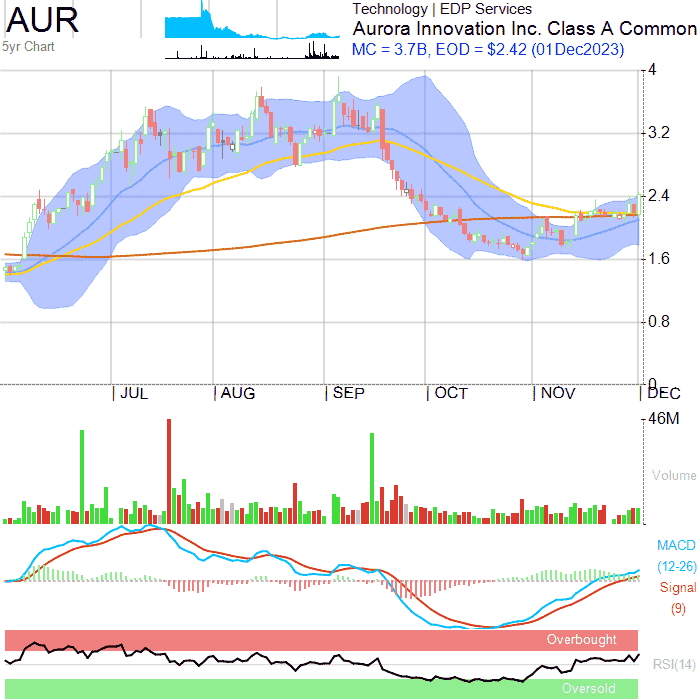 AUR
5yr Chart
Technology | EDP Services
Aurora Innovation Inc. Class A Common
MC = 3.7B, EOD = $2.42 (01Dec2023)
4
3.2
2.4
1.6
0.8
0
| JUL | AUG | SEP | OCT | NOV | DEC
46M
Volume
MACD
(12-26)
Signal
(9)
Overbought
RSI(14)
Oversold